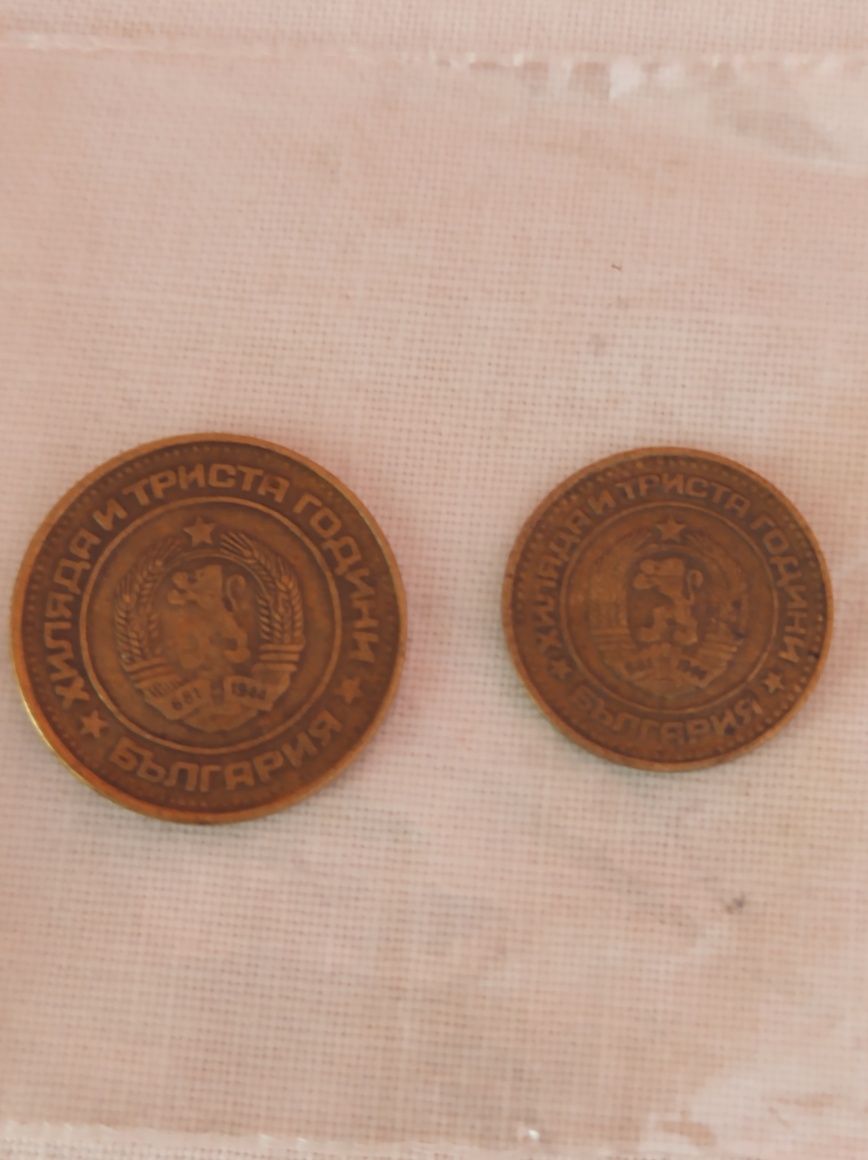 ХИЛЯДА И ТРИСТА ГОДИНИ
БЪЛГАРИЯ
681 1944
ХИЛЯДА И ТРИСТА ГОДИНИ
БЪЛГАРИЯ